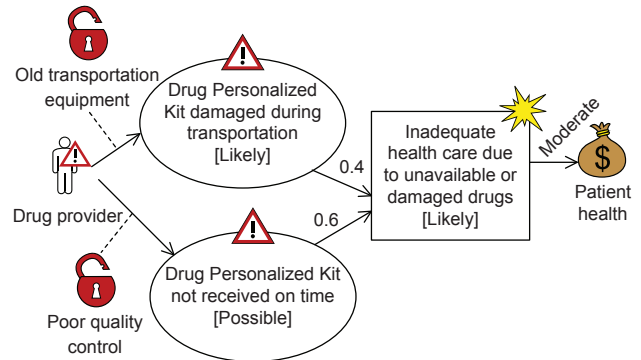 Old transportation
equipment
Drug provider
Poor quality
control
Drug Personalized
Kit damaged during
transportation
[Likely]
Drug Personalized Kit
not received on time
[Possible]
0.4
0.6
Inadequate
health care due
to unavailable or
damaged drugs
[Likely]
Moderate
$
Patient
health